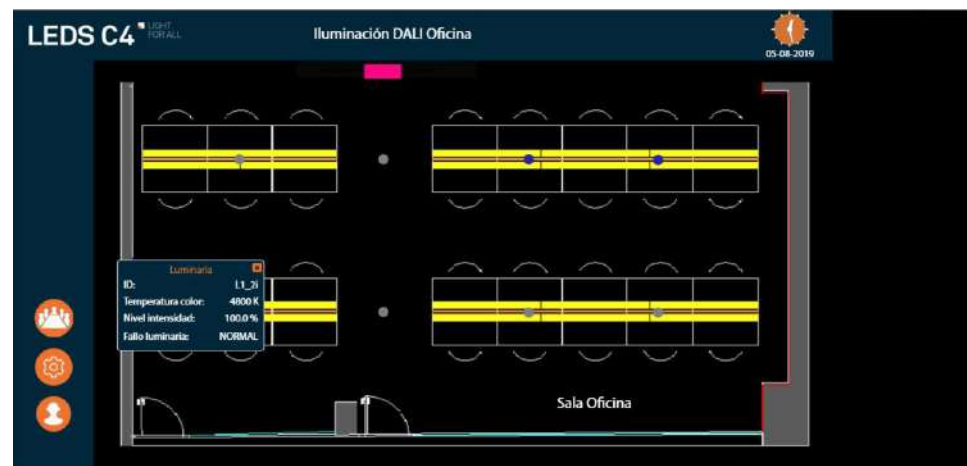 LEDS C4 LIGHT
FOR ALL
Iluminación DALI Oficina
05-08-2019
Luminaria
ID: L1_2i
Temperatura color: 4800 K
Nivel intensidad: 100.0 %
Fallo luminaria: NORMAL
Sala Oficina